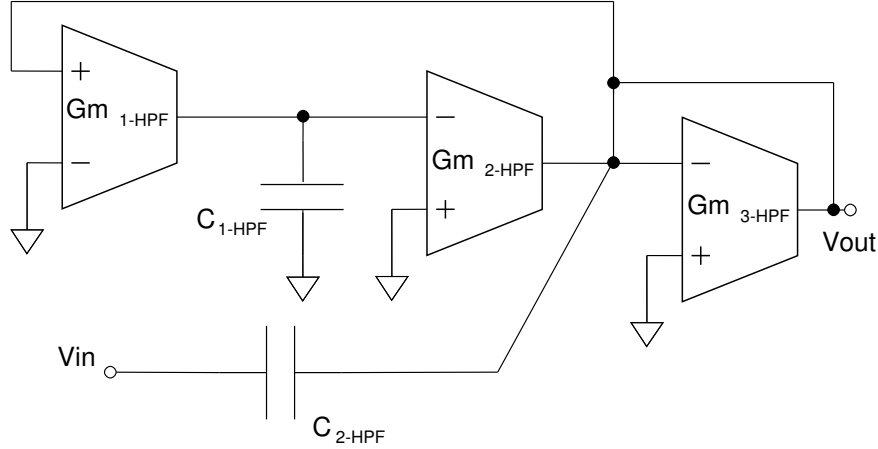 +
Gm 1-HPF
−
C 1-HPF
−
Gm 2-HPF
+
−
Gm 3-HPF
+
Vout
Vin
C 2-HPF